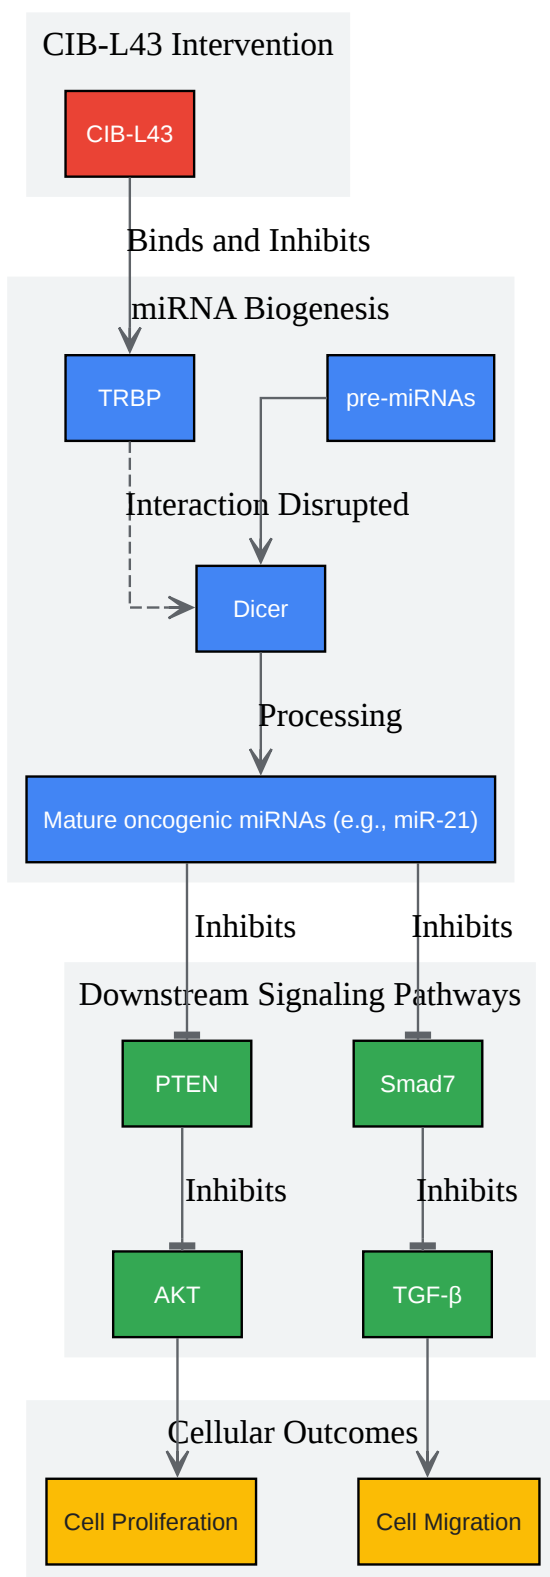 CIB-L43 Intervention
CIB-L43
Binds and Inhibits
miRNA Biogenesis
TRBP
pre-miRNAs
Interaction Disrupted
Dicer
Processing
Mature oncogenic miRNAs (e.g., miR-21)
Inhibits
Inhibits
Downstream Signaling Pathways
PTEN
Smad7
Inhibits
Inhibits
AKT
TGF-β
Cellular Outcomes
Cell Proliferation
Cell Migration